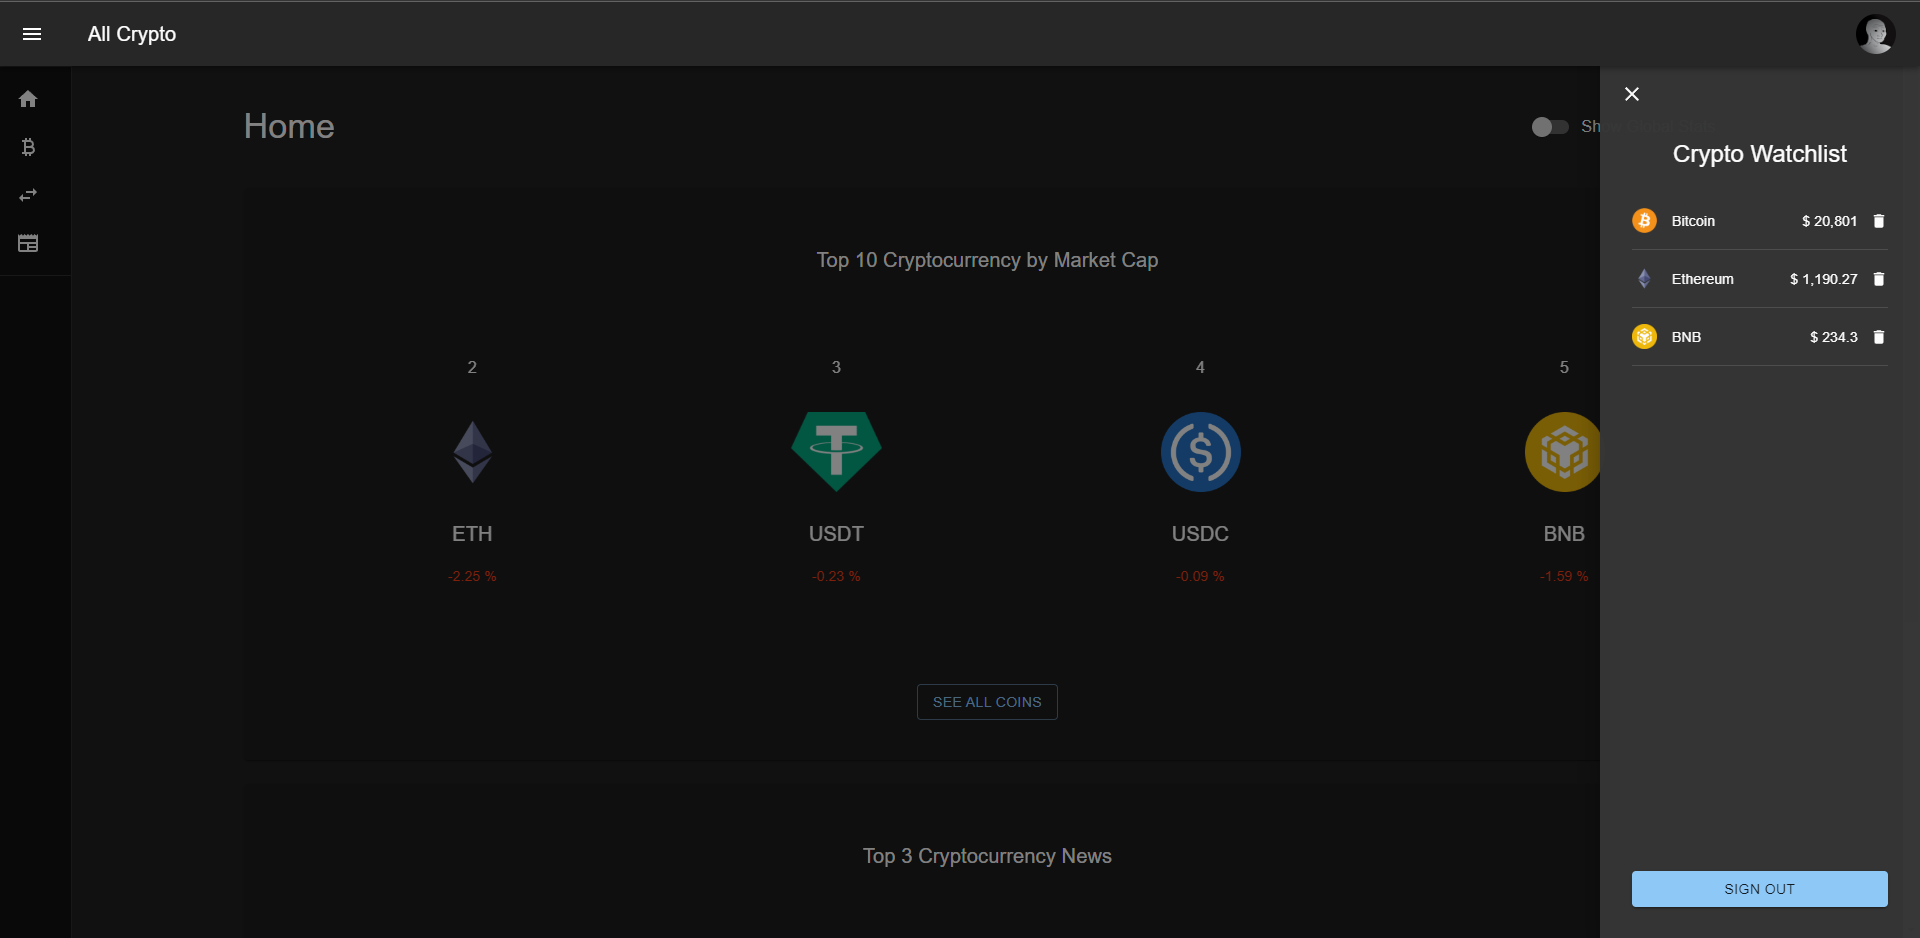 All Crypto
Home
Crypto Watchlist
Bitcoin $ 20,801
Ethereum $ 1,190.27
BNB $ 234.3
Top 10 Cryptocurrency by Market Cap
2 3 4 5
ETH USDT USDC BNB
-2.25 % -0.23 % -0.09 % -1.59 %
SEE ALL COINS
Top 3 Cryptocurrency News
SIGN OUT